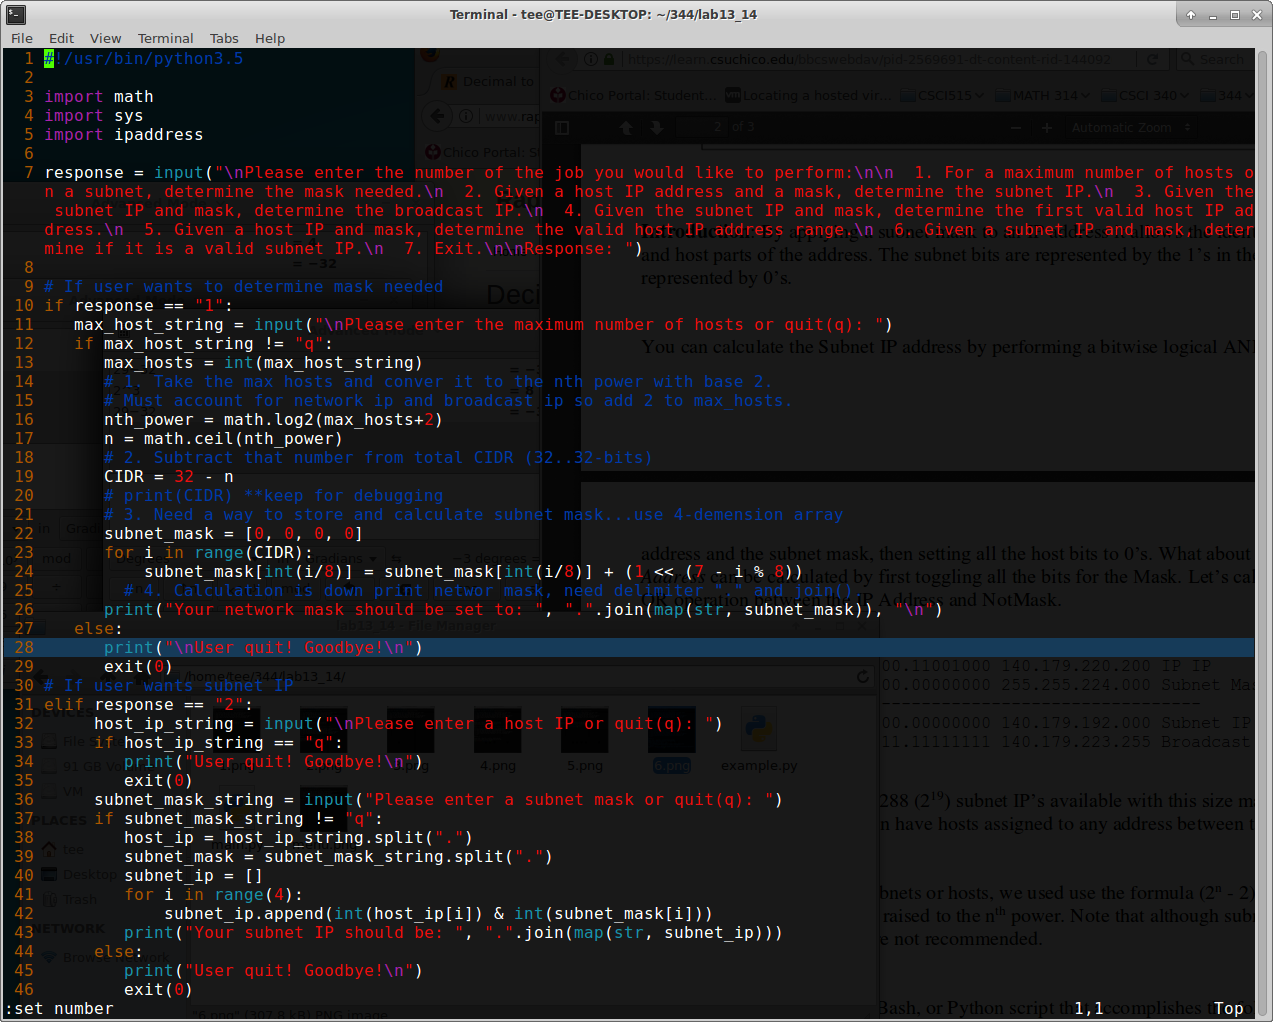 Terminal - tee@TEE-DESKTOP: ~/344/lab13_14
File Edit View Terminal Tabs Help
1 #!/usr/bin/python3.5
2
3 import math
4 import sys
5 import ipaddress
6
7 response = input("\nPlease enter the number of the job you would like to perform:\n\n  1. For a maximum number of hosts o
n a subnet, determine the mask needed.\n  2. Given a host IP address and a mask, determine the subnet IP.\n  3. Given the
 subnet IP and mask, determine the broadcast IP.\n  4. Given the subnet IP and mask, determine the first valid host IP ad
dress.\n  5. Given a host IP and mask, determine the valid host IP address range.\n  6. Given a subnet IP and mask, deter
mine if it is a valid subnet IP.\n  7. Exit.\n\nResponse: ")
8
9 # If user wants to determine mask needed
10 if response == "1":
11    max_host_string = input("\nPlease enter the maximum number of hosts or quit(q): ")
12    if max_host_string != "q":
13       max_hosts = int(max_host_string)
14       # 1. Take the max hosts and conver it to the nth power with base 2.
15       # Must account for network ip and broadcast ip so add 2 to max_hosts.
16       nth_power = math.log2(max_hosts+2)
17       n = math.ceil(nth_power)
18       # 2. Subtract that number from total CIDR (32..32-bits)
19       CIDR = 32 - n
20       # print(CIDR) **keep for debugging
21       # 3. Need a way to store and calculate subnet mask...use 4-demension array
22       subnet_mask = [0, 0, 0, 0]
23       for i in range(CIDR):
24           subnet_mask[int(i/8)] = subnet_mask[int(i/8)] + (1 << (7 - i % 8))
25         # 4. Calculation is down print networ mask, need delimiter "." and join().
26       print("Your network mask should be set to: ", ".".join(map(str, subnet_mask)), "\n")
27    else:
28       print("\nUser quit! Goodbye!\n")
29       exit(0)
30 # If user wants subnet IP
31 elif response == "2":
32      host_ip_string = input("\nPlease enter a host IP or quit(q): ")
33      if host_ip_string == "q":
34         print("User quit! Goodbye!\n")
35         exit(0)
36      subnet_mask_string = input("Please enter a subnet mask or quit(q): ")
37      if subnet_mask_string != "q":
38         host_ip = host_ip_string.split(".")
39         subnet_mask = subnet_mask_string.split(".")
40         subnet_ip = []
41         for i in range(4):
42             subnet_ip.append(int(host_ip[i]) & int(subnet_mask[i]))
43         print("Your subnet IP should be: ", ".".join(map(str, subnet_ip)))
44      else:
45         print("User quit! Goodbye!\n")
46         exit(0)
:set number 1,1 Top